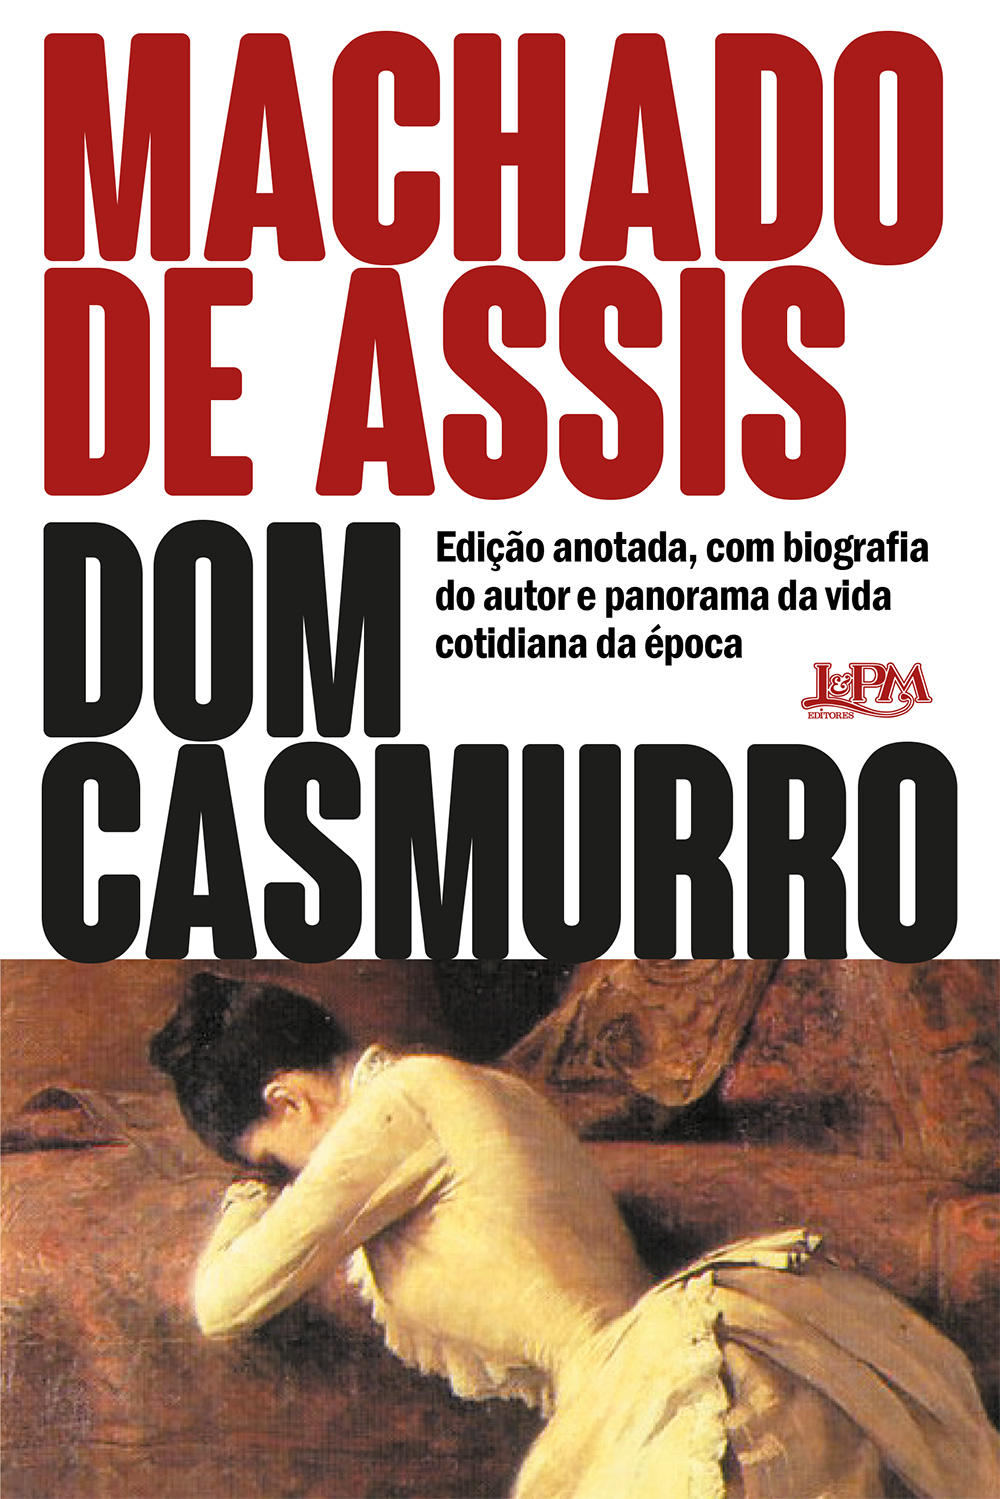 MACHADO
DE ASSIS
DOM
CASMURRO
Edição anotada, com biografia
do autor e panorama da vida
cotidiana da época
L&PM
EDITORES